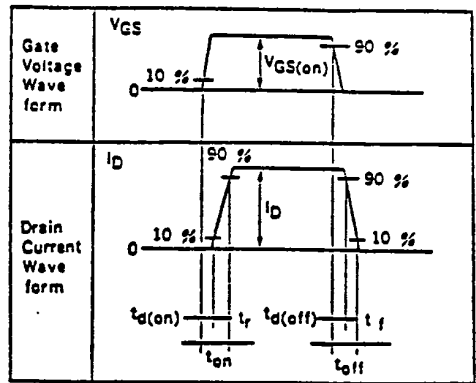 Gate
Voltage
Wave
form
VGS
10 %
90 %
VGS(on)
0
Drain
Current
Wave
form
ID
90 %
90 %
ID
10 %
10 %
0
td(on)
tr
td(off)
tf
ton
toff